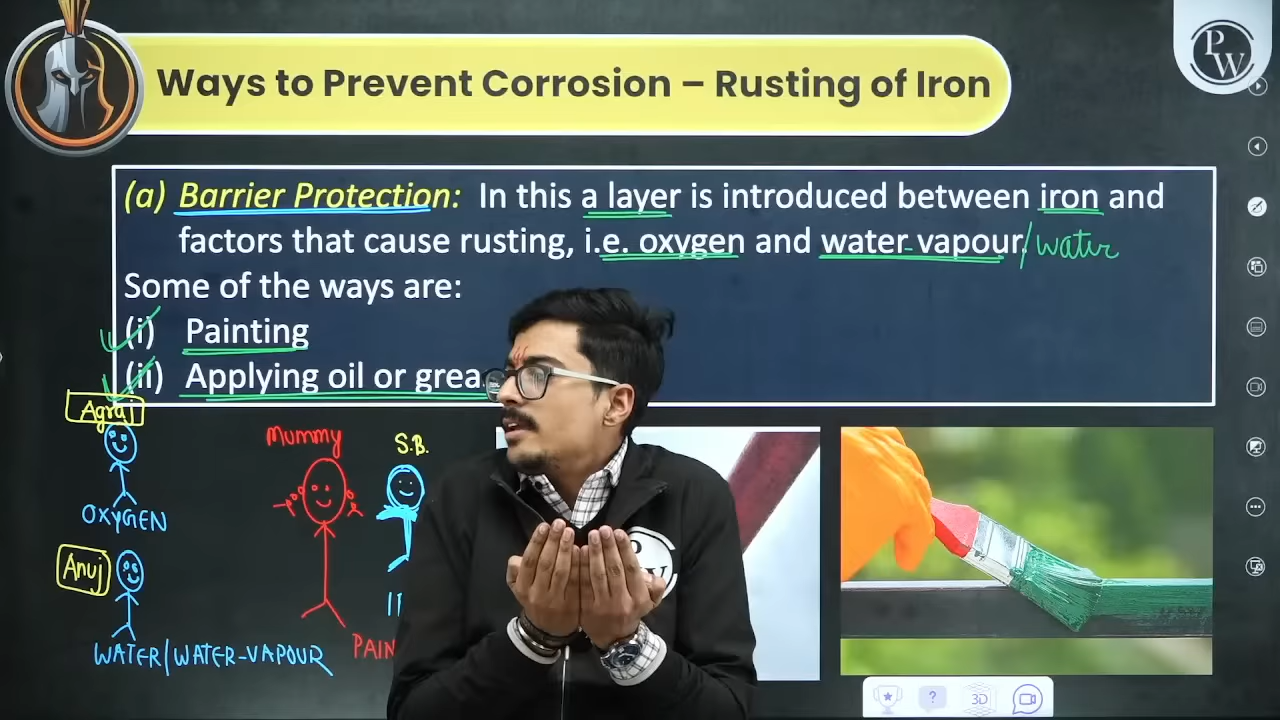 Ways to Prevent Corrosion – Rusting of Iron
P
W
(a) Barrier Protection: In this a layer is introduced between iron and
factors that cause rusting, i.e. oxygen and water-vapour./water
Some of the ways are:
(i) Painting
(ii) Applying oil or
Agraj
Mummy
S.B.
OXYGEN
Anuj
WATER/WATER-VAPOUR
W
3D